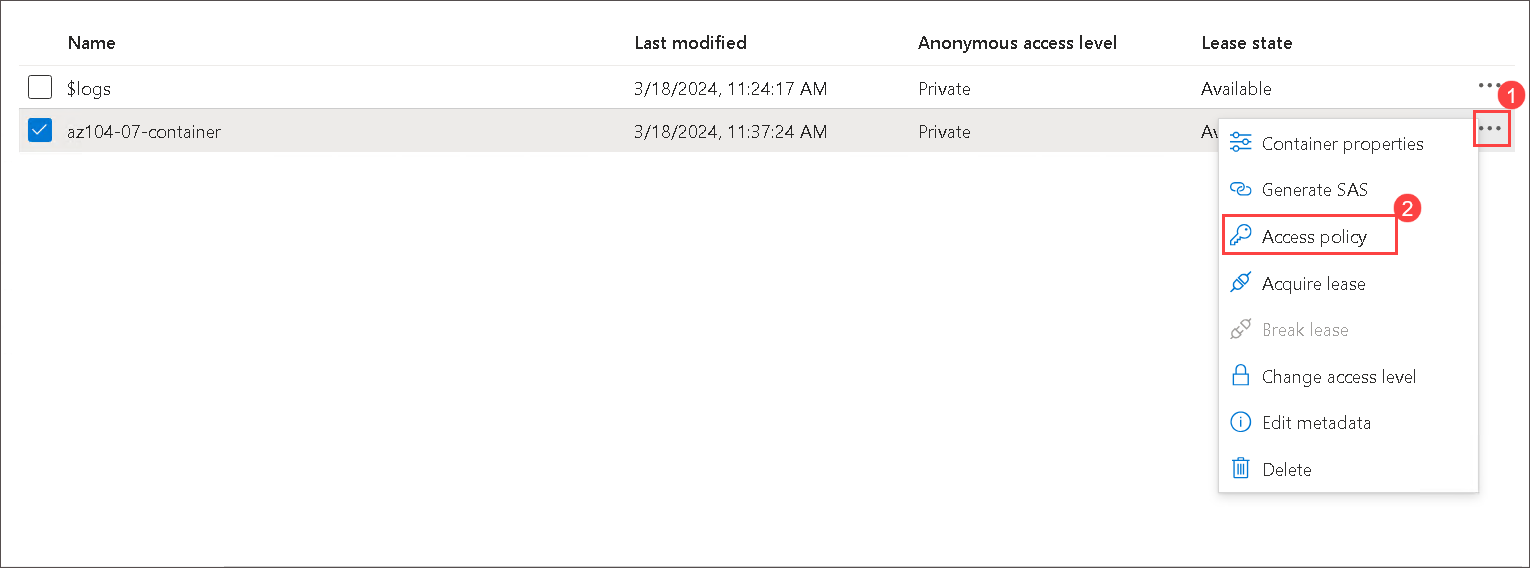 Name Last modified Anonymous access level Lease state
$logs 3/18/2024, 11:24:17 AM Private Available ...
1
az104-07-container 3/18/2024, 11:37:24 AM Private ...
Container properties
Generate SAS
2
Access policy
Acquire lease
Break lease
Change access level
Edit metadata
Delete